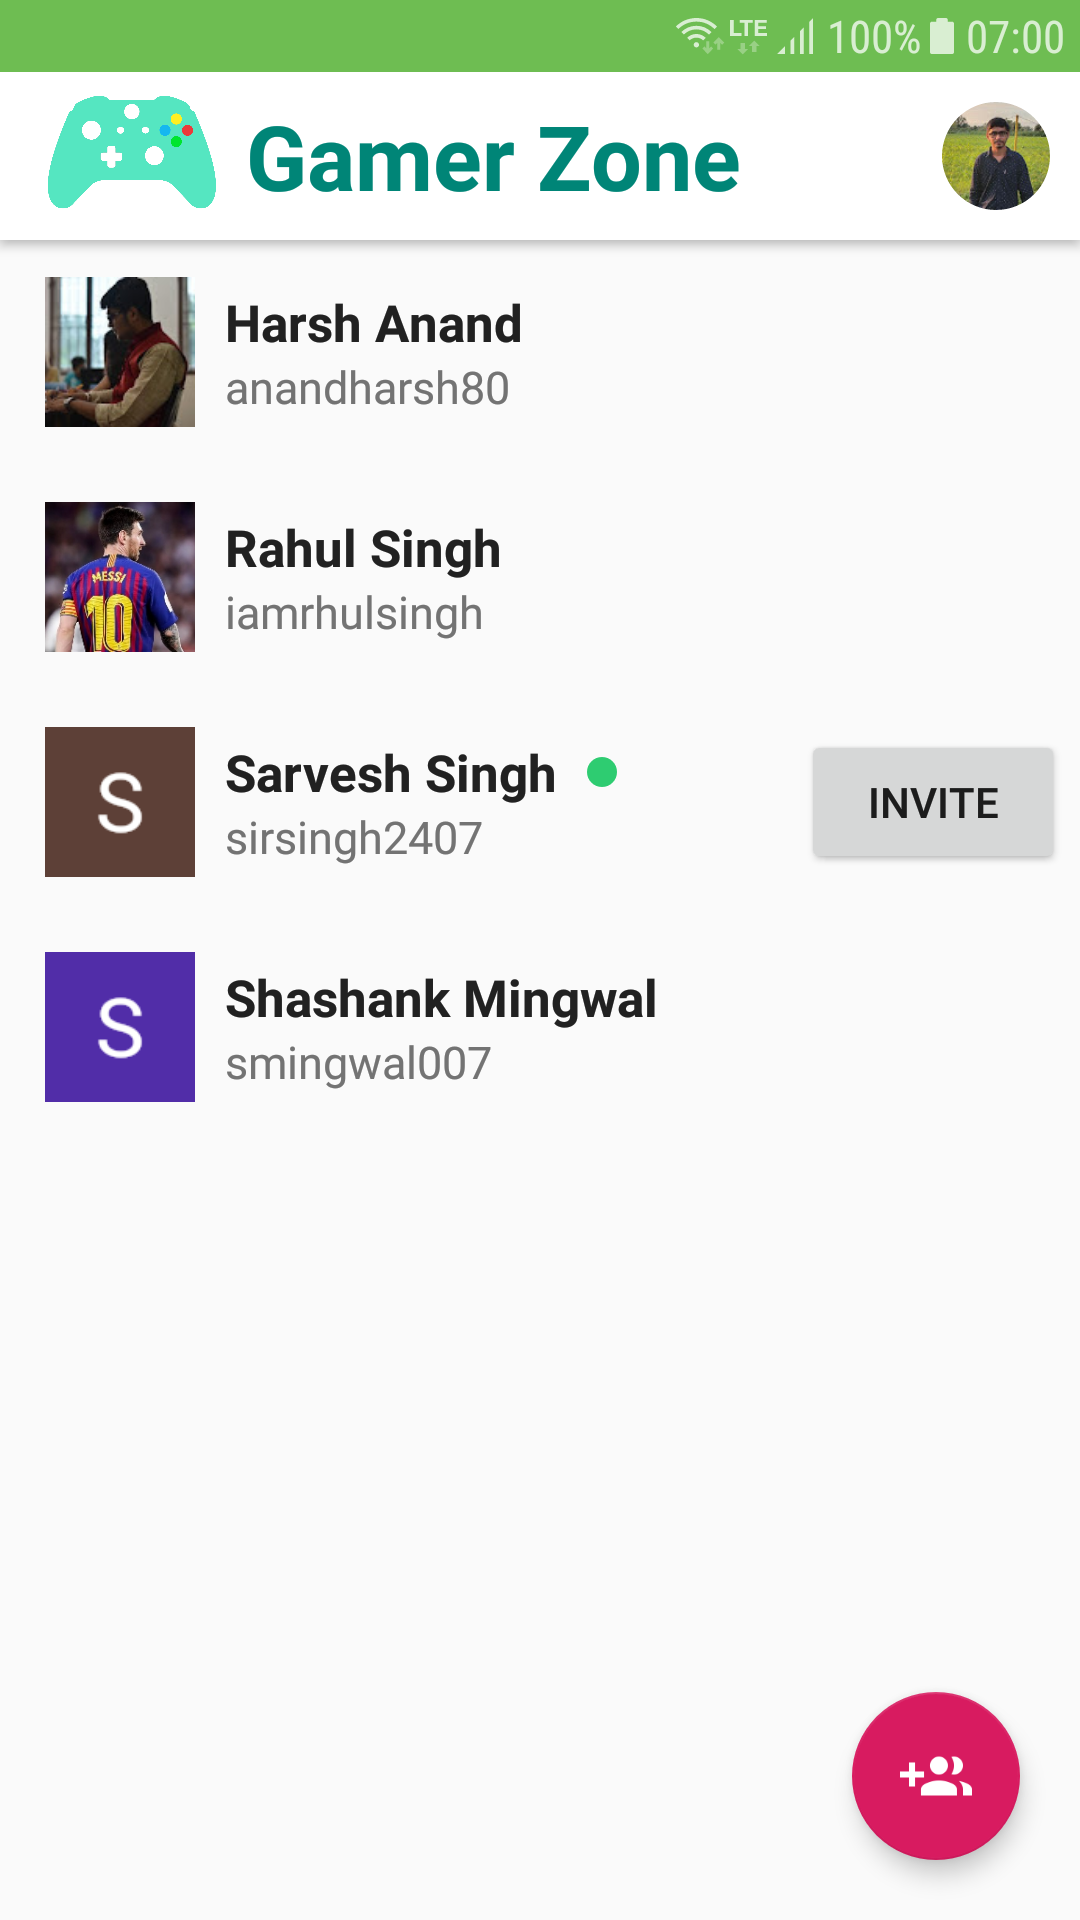 LTE 100% 07:00
Gamer Zone
Harsh Anand
anandharsh80
MESSI
10
Rahul Singh
iamrhulsingh
S
Sarvesh Singh
sirsingh2407
INVITE
S
Shashank Mingwal
smingwal007